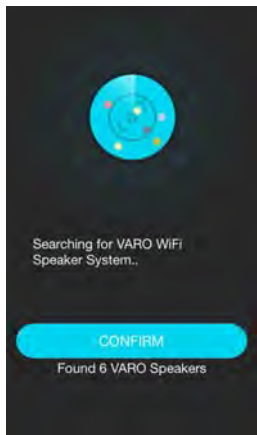 Searching for VARO WiFi
Speaker System..
CONFIRM
Found 6 VARO Speakers